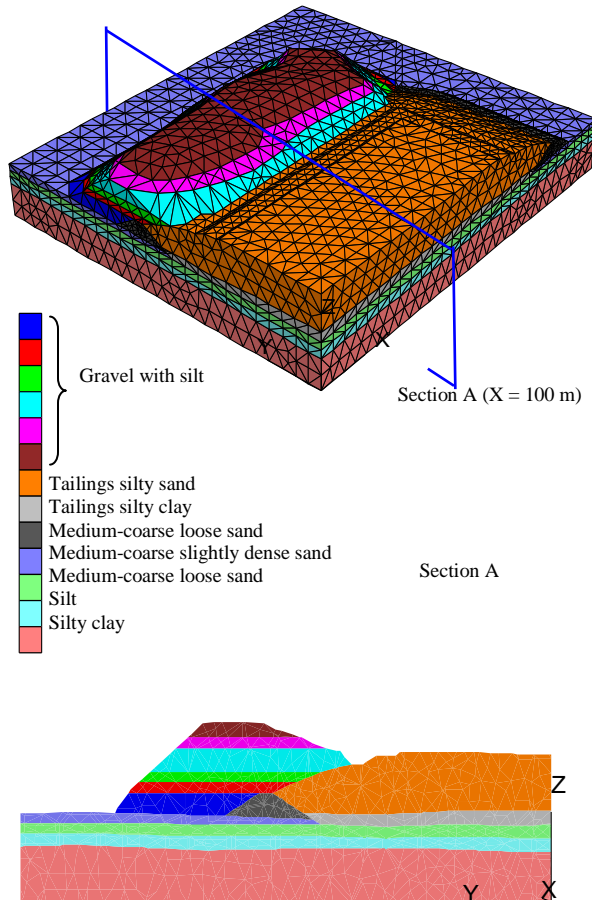 Z
Y
X
Section A (X = 100 m)
Gravel with silt
Tailings silty sand
Tailings silty clay
Medium-coarse loose sand
Medium-coarse slightly dense sand
Medium-coarse loose sand
Silt
Silty clay
Section A
Z
Y
X